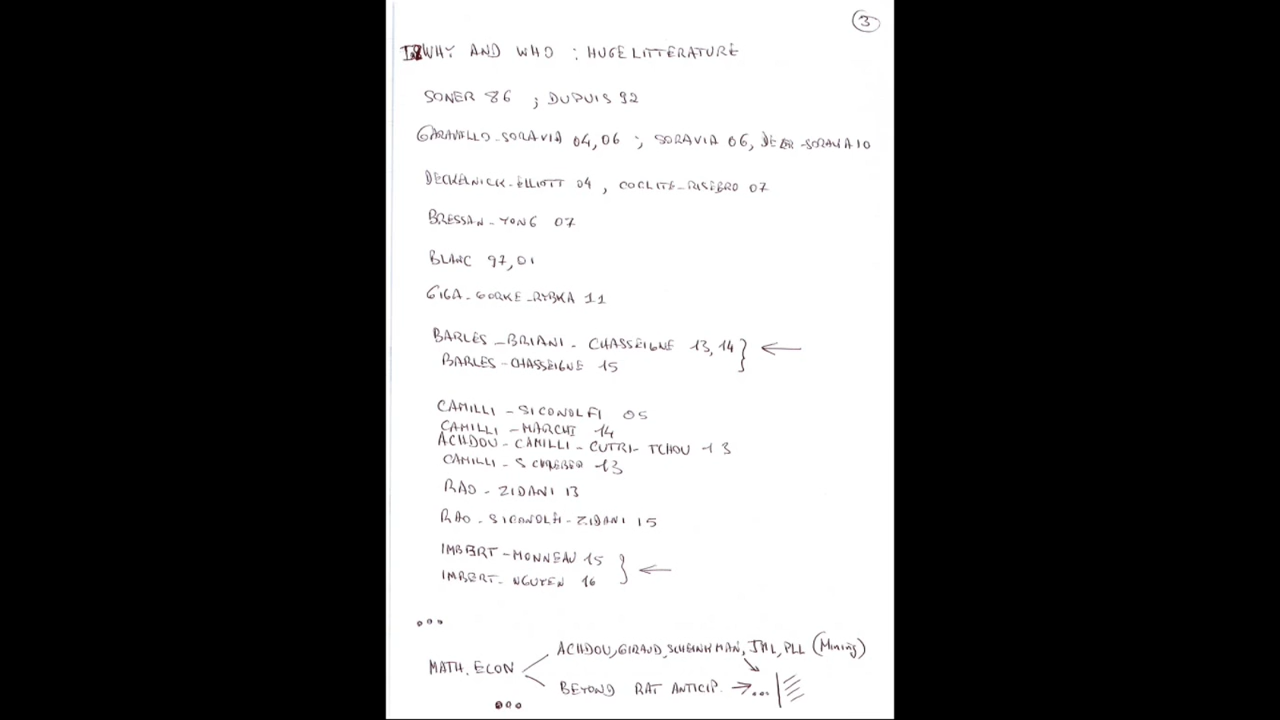 3
WHY AND WHO : HUGE LITTERATURE
SONER 86 ; DUPUIS 92
GARAVELLO-SORAVIA 04,06 ; SORAVIA 06, DE ZAN-SORAVIA 10
DECKELNICK-ELLIOTT 04, COCLITE-RISEBRO 07
BRESSAN-YONG 07
BLANC 97,01
GIGA-GORKE-RYBKA 11
BARLES-BRIANI-CHASSEIGNE 13, 14
BARLES-CHASSEIGNE 15
CAMILLI-SICONOLFI 05
CAMILLI-MARCHI 14
ACHDOU-CAMILLI-CUTRI-TCHOU 13
CAMILLI-SCHIEBER 13
RAO-ZIDANI 13
RAO-SICONOLFI-ZIDANI 15
IMBERT-MONNEAU 15
IMBERT-NGUYEN 16
...
ACHDOU, GIRAUD, SCHEINKMAN, JML, PLL (Mining)
MATH. ECON
BEYOND RAT ANTICIP. → ...
...